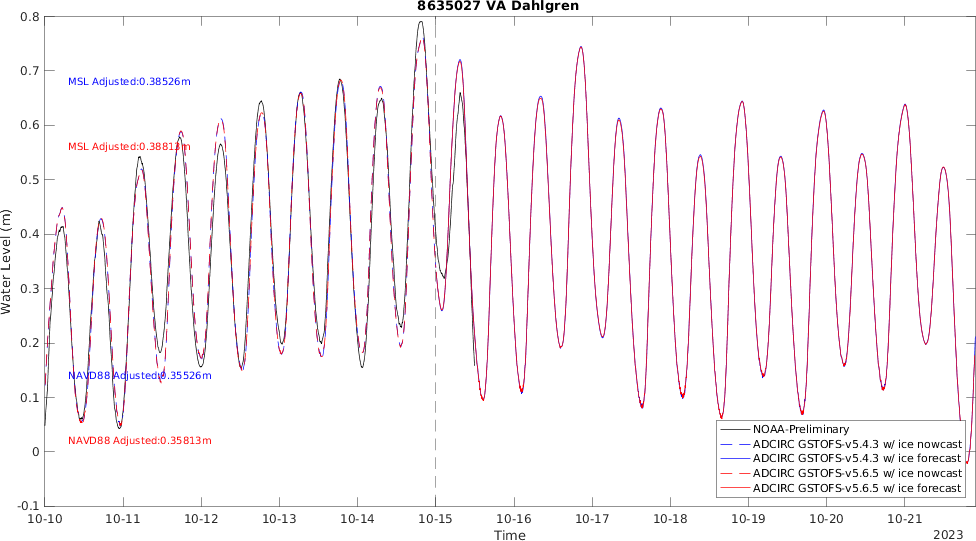 8635027 VA Dahlgren
0.8
0.7
0.6
0.5
0.4
0.3
0.2
0.1
0
-0.1
Water Level (m)
MSL Adjusted:0.38526m
MSL Adjusted:0.38813m
NAVD88 Adjusted:0.35526m
NAVD88 Adjusted:0.35813m
NOAA-Preliminary
ADCIRC GSTOFS-v5.4.3 w/ ice nowcast
ADCIRC GSTOFS-v5.4.3 w/ ice forecast
ADCIRC GSTOFS-v5.6.5 w/ ice nowcast
ADCIRC GSTOFS-v5.6.5 w/ ice forecast
10-10 10-11 10-12 10-13 10-14 10-15 10-16 10-17 10-18 10-19 10-20 10-21
Time
2023